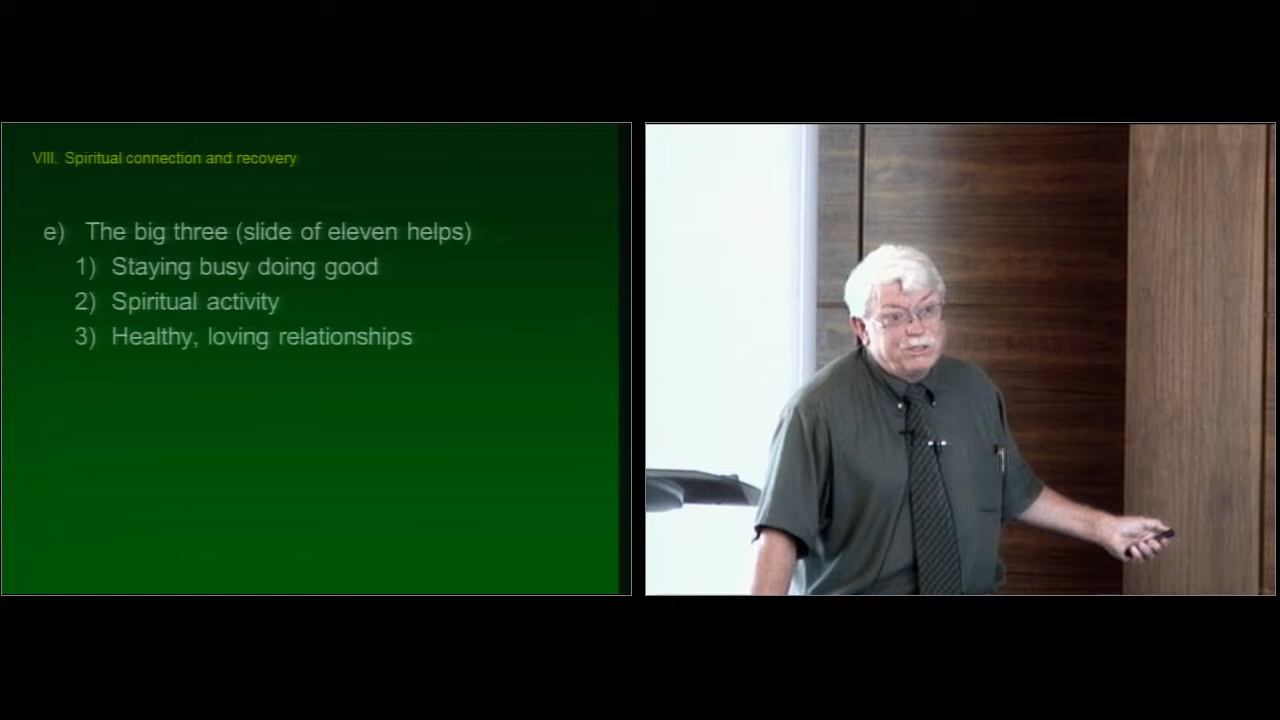 VIII. Spiritual connection and recovery
e) The big three (slide of eleven helps)
1) Staying busy doing good
2) Spiritual activity
3) Healthy, loving relationships